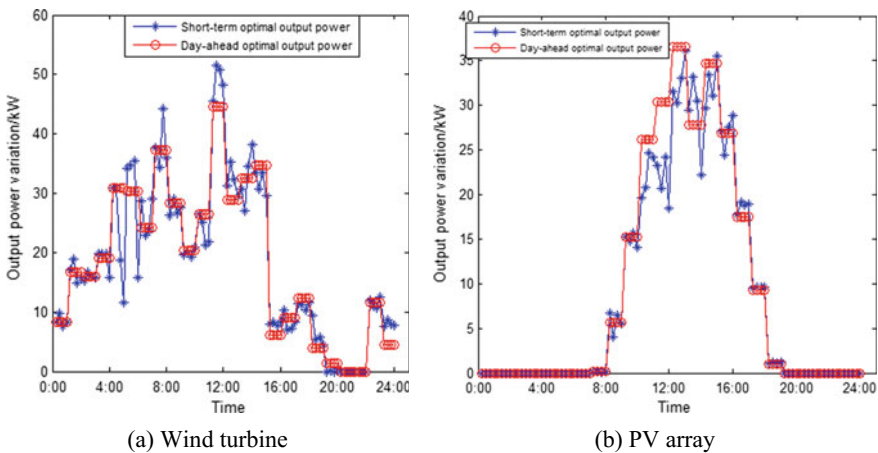 Short-term optimal output power
Day-ahead optimal output power
Output power v ariation/kW
60
50
40
30
20
10
0
0:00 4:00 8:00 12:00 16:00 20:00 24:00
Time
(a) Wind turbine
Short-term optimal output power
Day-ahead optimal output power
Output power v ariation/kW
40
35
30
25
20
15
10
5
0
0:00 4:00 8:00 12:00 16:00 20:00 24:00
Time
(b) PV array